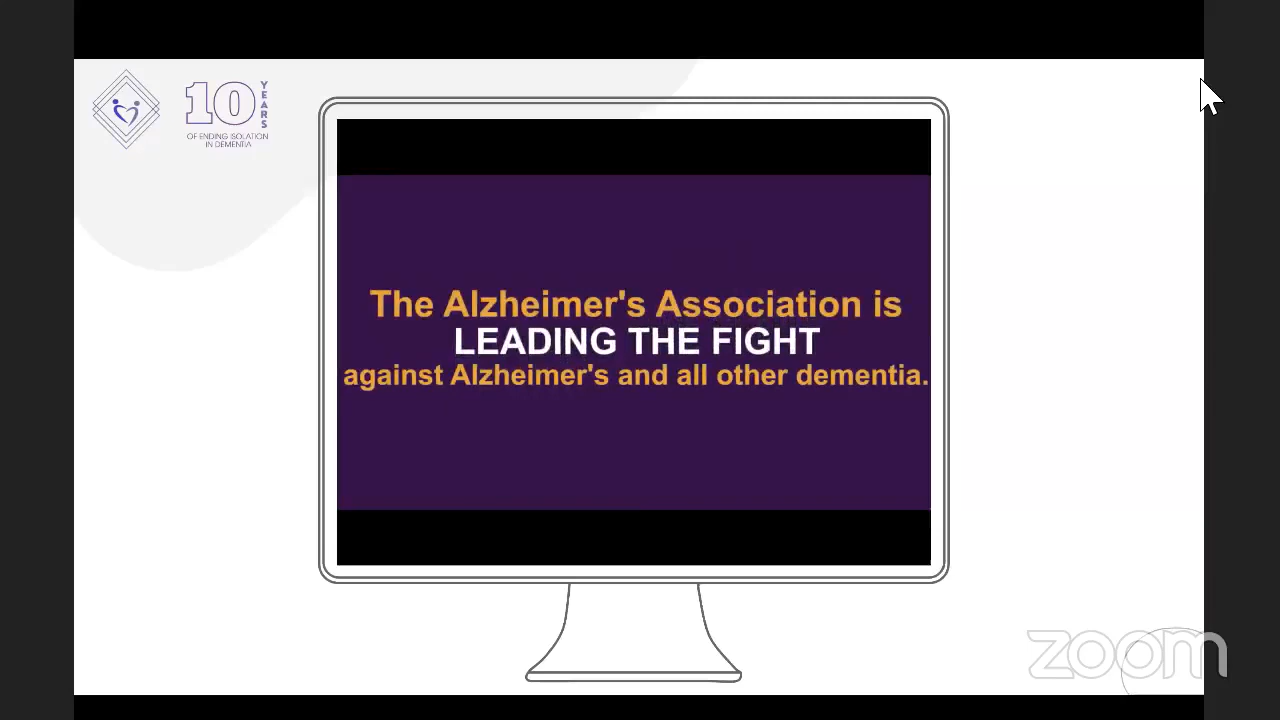 10 YEARS
OF ENDING ISOLATION
IN DEMENTIA
The Alzheimer's Association is
LEADING THE FIGHT
against Alzheimer's and all other dementia.
zoom